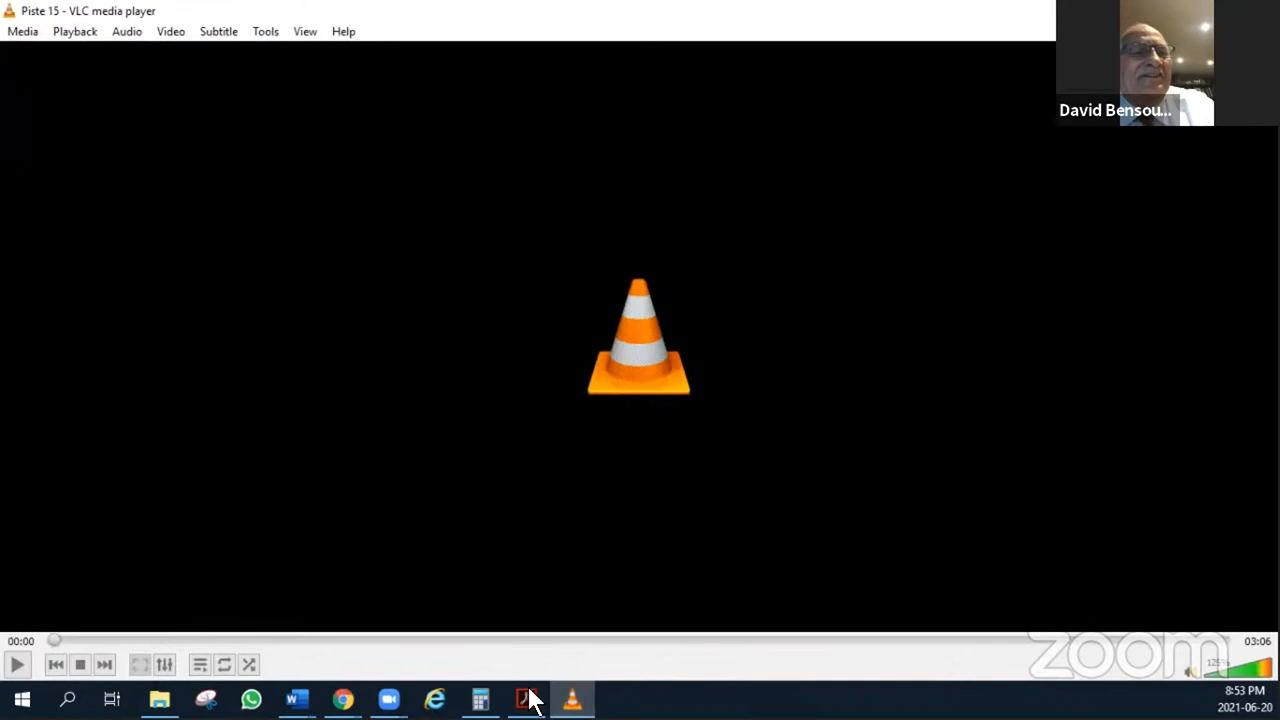 Piste 15 - VLC media player
Media Playback Audio Video Subtitle Tools View Help
David Bensou...
00:00
03:06
zoom
125%
8:53 PM
2021-06-20